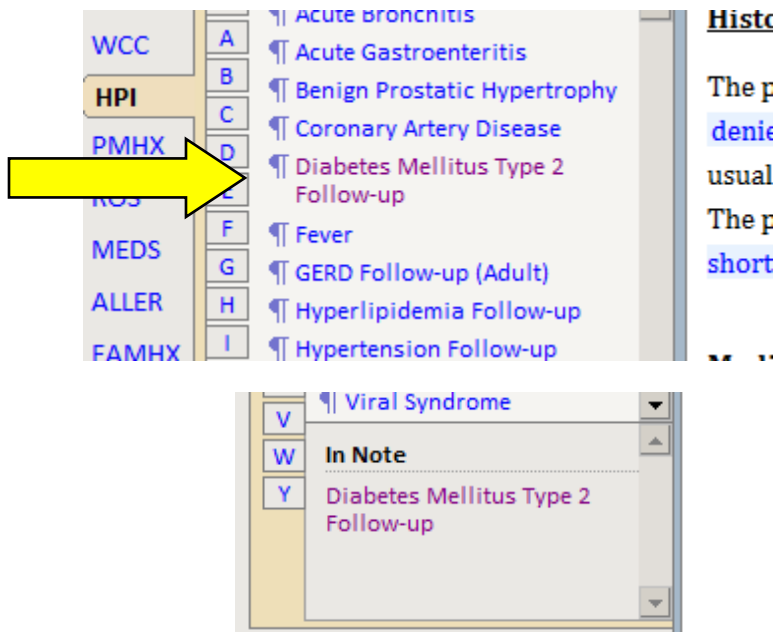 WCC
HPI
PMHX
ROS
MEDS
ALLER
FAMHX
A
B
C
D
E
F
G
H
I
¶ Acute Bronchitis
¶ Acute Gastroenteritis
¶ Benign Prostatic Hypertrophy
¶ Coronary Artery Disease
¶ Diabetes Mellitus Type 2
Follow-up
¶ Fever
¶ GERD Follow-up (Adult)
¶ Hyperlipidemia Follow-up
¶ Hypertension Follow-up
The p
denie
usual
The p
short
V
W
Y
¶ Viral Syndrome
In Note
Diabetes Mellitus Type 2
Follow-up